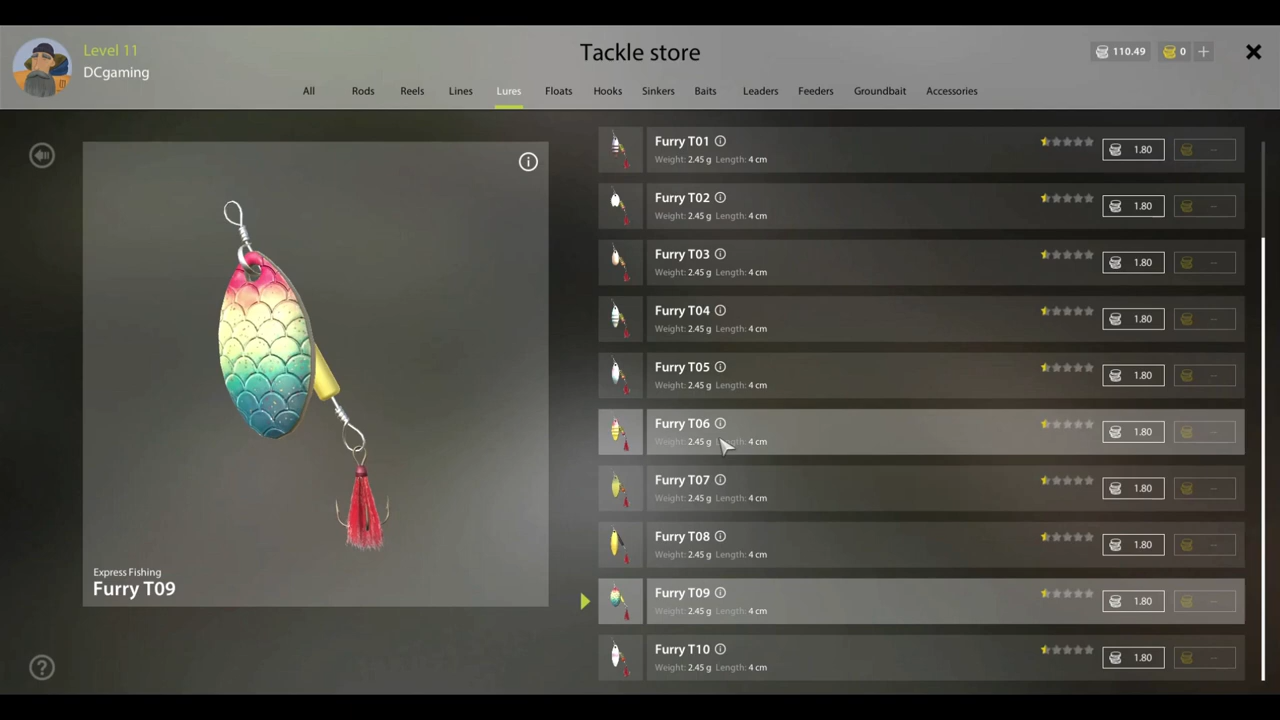 Level 11
DCgaming
Tackle store
110.49
0
All Rods Reels Lines Lures Floats Hooks Sinkers Baits Leaders Feeders Groundbait Accessories
Express Fishing
Furry T09
Furry T01
Weight: 2.45 g Length: 4 cm
1.80 --
Furry T02
Weight: 2.45 g Length: 4 cm
1.80 --
Furry T03
Weight: 2.45 g Length: 4 cm
1.80 --
Furry T04
Weight: 2.45 g Length: 4 cm
1.80 --
Furry T05
Weight: 2.45 g Length: 4 cm
1.80 --
Furry T06
Weight: 2.45 g Length: 4 cm
1.80 --
Furry T07
Weight: 2.45 g Length: 4 cm
1.80 --
Furry T08
Weight: 2.45 g Length: 4 cm
1.80 --
Furry T09
Weight: 2.45 g Length: 4 cm
1.80 --
Furry T10
Weight: 2.45 g Length: 4 cm
1.80 --